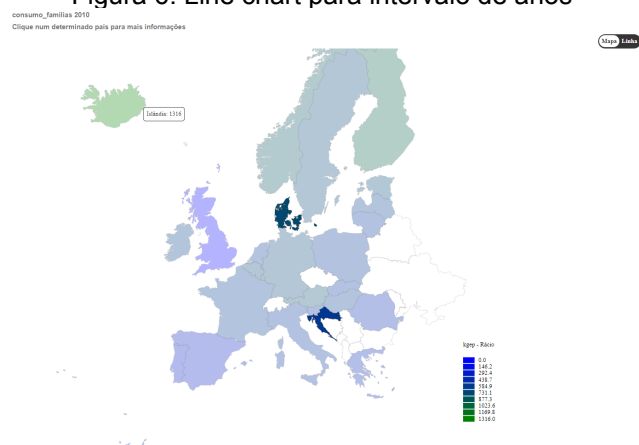 Figura 6: Line chart para intervalo de anos
consumo_familias 2010
Clique num determinado país para mais informações
Mapa Linha
Islândia: 1316
kgep - Rácio
0.0
146.2
292.4
438.7
584.9
731.1
877.3
1023.6
1169.8
1316.0